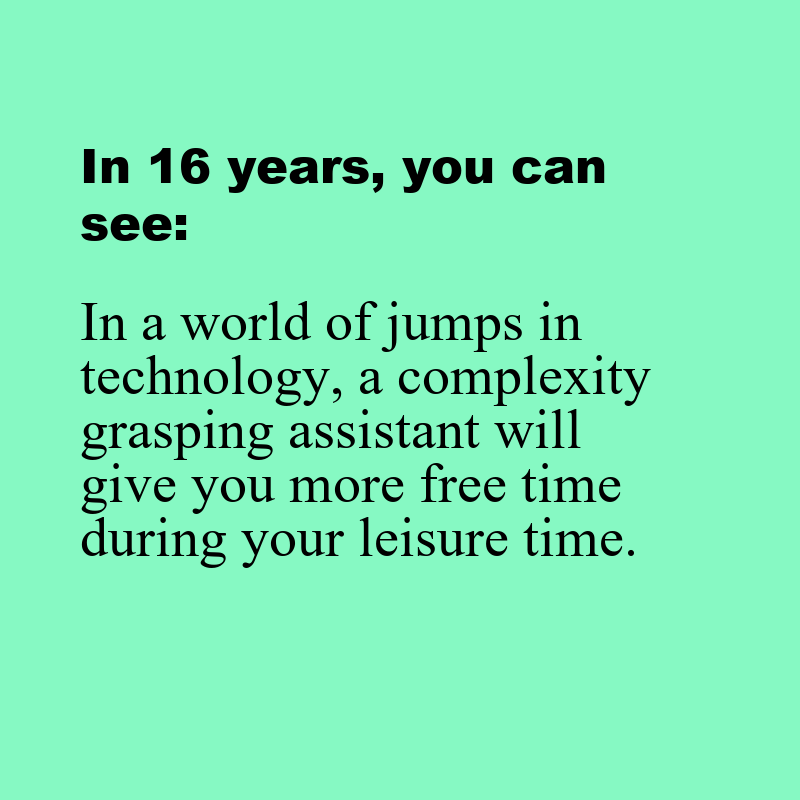 In 16 years, you can
see:
In a world of jumps in
technology, a complexity
grasping assistant will
give you more free time
during your leisure time.